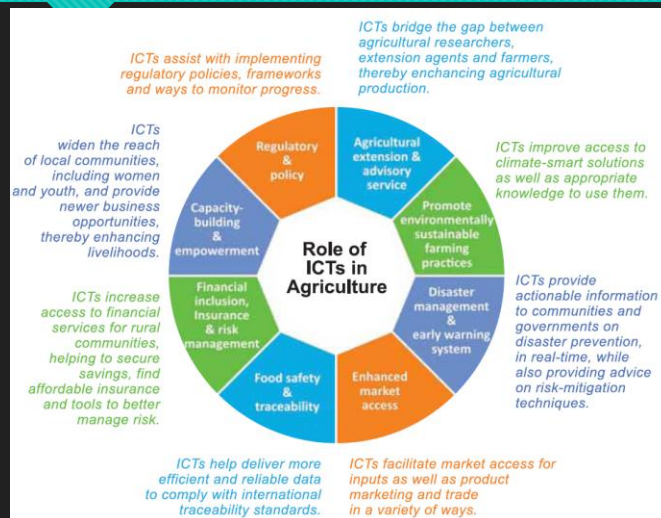 ICTs bridge the gap between
agricultural researchers,
extension agents and farmers,
thereby enchancing agricultural
production.
ICTs assist with implementing
regulatory policies, frameworks
and ways to monitor progress.
ICTs
widen the reach
of local communities,
including women
and youth, and provide
newer business
opportunities,
thereby enhancing
livelihoods.
Regulatory
&
policy
Agricultural
extension &
advisory
service
ICTs improve access to
climate-smart solutions
as well as appropriate
knowledge to use them.
Capacity-
building
&
empowerment
Promote
environmentally
sustainable
farming
practices
Role of
ICTs in
Agriculture
ICTs increase
access to financial
services for rural
communities,
helping to secure
savings, find
affordable insurance
and tools to better
manage risk.
Financial
inclusion,
Insurance
& risk
management
Disaster
management
&
early warning
system
ICTs provide
actionable information
to communities and
governments on
disaster prevention,
in real-time, while
also providing advice
on risk-mitigation
techniques.
Food safety
&
traceability
Enhanced
market
access
ICTs help deliver more
efficient and reliable data
to comply with international
traceability standards.
ICTs facilitate market access for
inputs as well as product
marketing and trade
in a variety of ways.